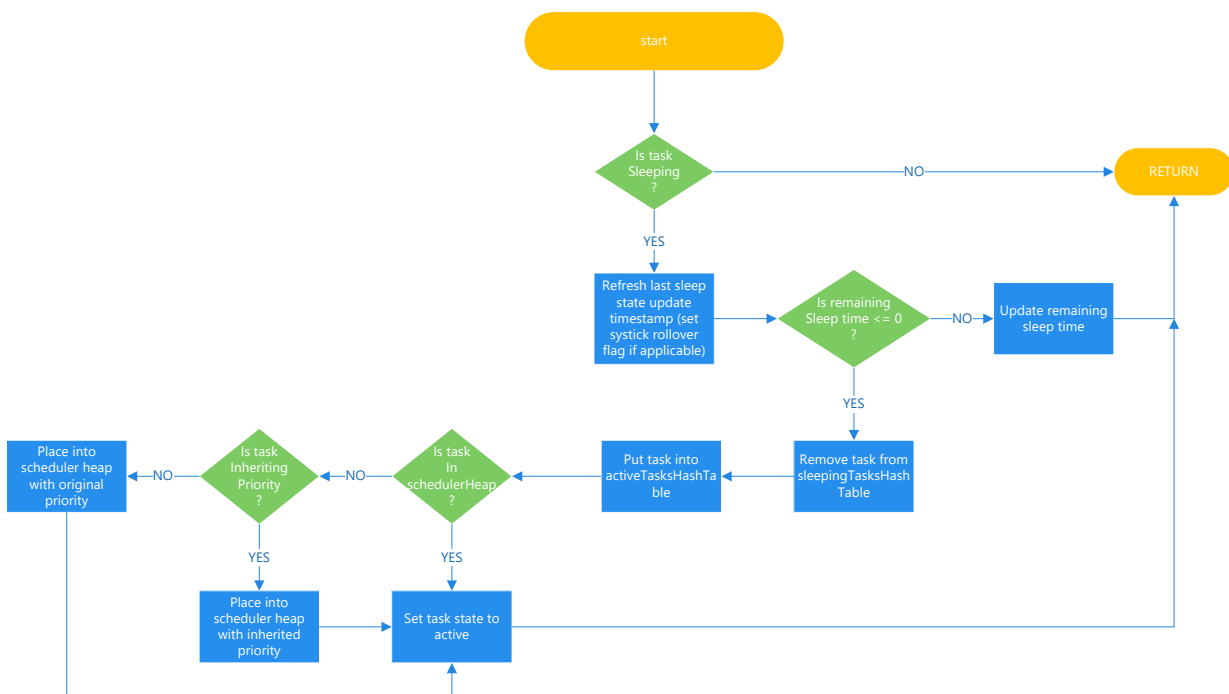 start
Is task
Sleeping
?
NO
RETURN
YES
Refresh last sleep
state update
timestamp (set
systick rollover
flag if applicable)
Is remaining
Sleep time <= 0
?
NO
Update remaining
sleep time
YES
Place into
scheduler heap
with original
priority
NO
Is task
Inheriting
Priority
?
NO
Is task
In
schedulerHeap
?
Put task into
activeTasksHashTa
ble
Remove task from
sleepingTasksHash
Table
YES
YES
Place into
scheduler heap
with inherited
priority
Set task state to
active